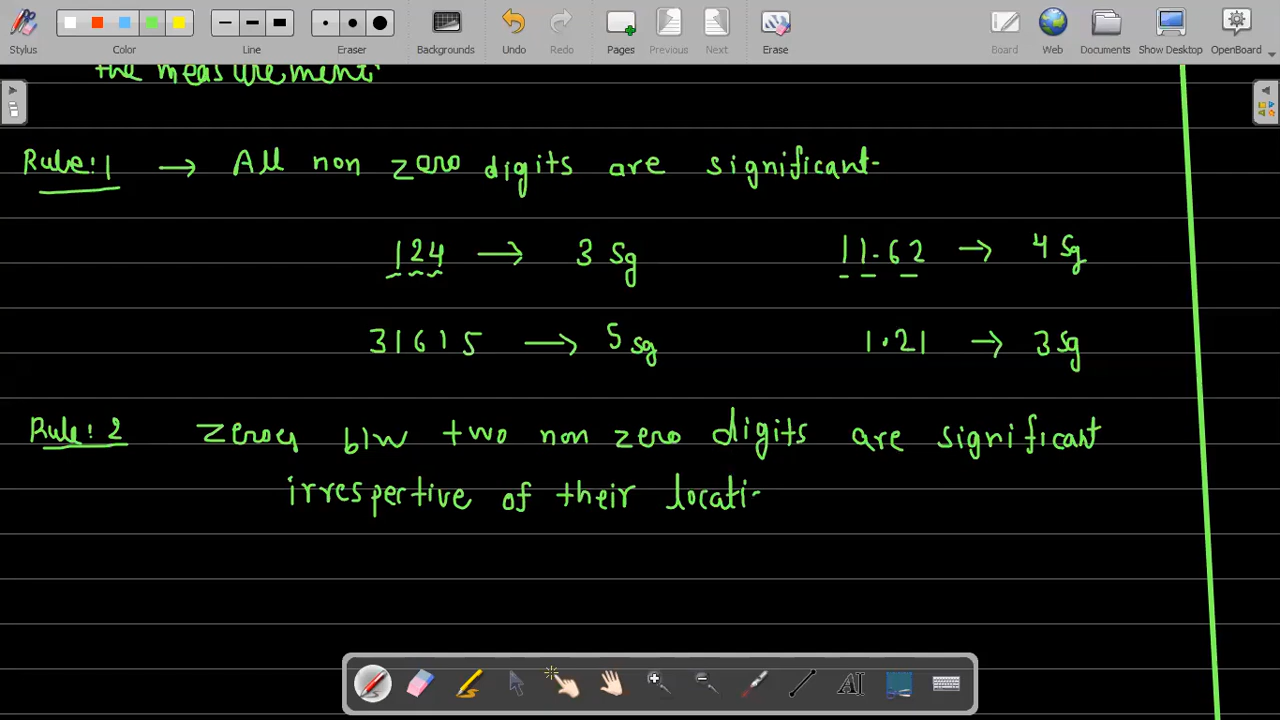 Stylus Color Line Eraser Backgrounds Undo Redo Pages Previous Next Erase Board Web Documents Show Desktop OpenBoard
the measurement.
Rule:1 → All non zero digits are significant.
124 → 3 Sg 11.62 → 4 Sg
31615 → 5 Sg 1.21 → 3 Sg
Rule:2 Zeroes b/w two non zero digits are significant
irrespertive of their locati-
AI